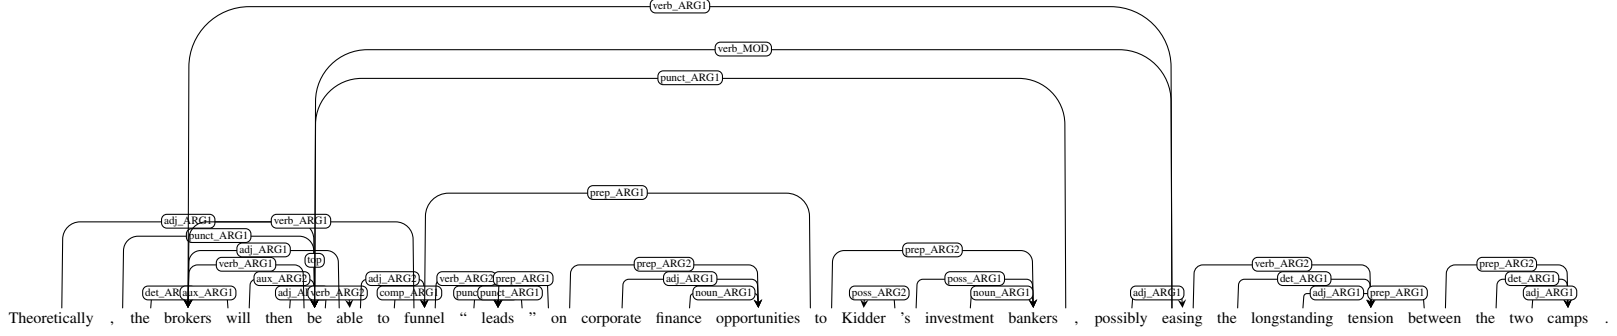 verb_ARG1
verb_MOD
punct_ARG1
prep_ARG1
adj_ARG1 verb_ARG1
punct_ARG1
adj_ARG1 top prep_ARG2
verb_ARG1 prep_ARG2 verb_ARG2 prep_ARG2
aux_ARG2 adj_ARG2 verb_ARG2 prep_ARG1 adj_ARG1 poss_ARG1 det_ARG1 det_ARG1
aux_ARG1 verb_ARG2 comp_ARG1 punct_ARG1 noun_ARG1 poss_ARG2 noun_ARG1 adj_ARG1 adj_ARG1 prep_ARG1 adj_ARG1
Theoretically , the brokers will then be able to funnel “ leads ” on corporate finance opportunities to Kidder 's investment bankers , possibly easing the longstanding tension between the two camps .